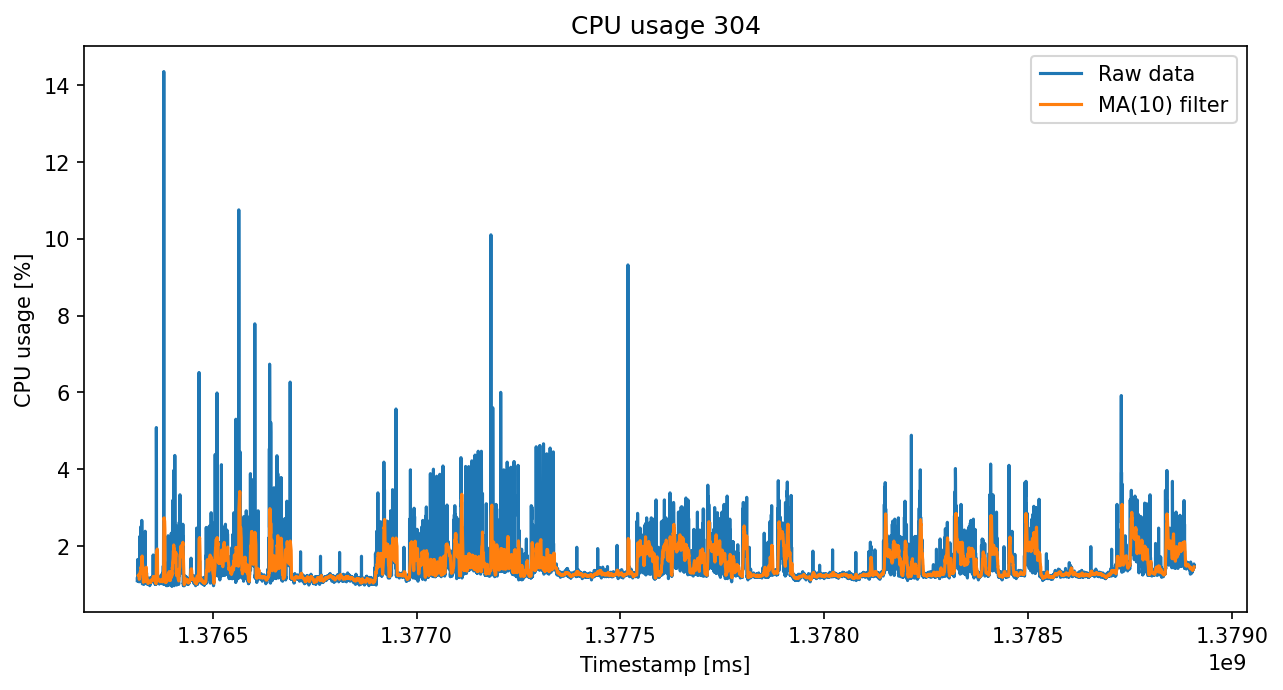 CPU usage 304
Raw data
MA(10) filter
CPU usage [%]
14
12
10
8
6
4
2
1.3765 1.3770 1.3775 1.3780 1.3785 1.3790
1e9
Timestamp [ms]